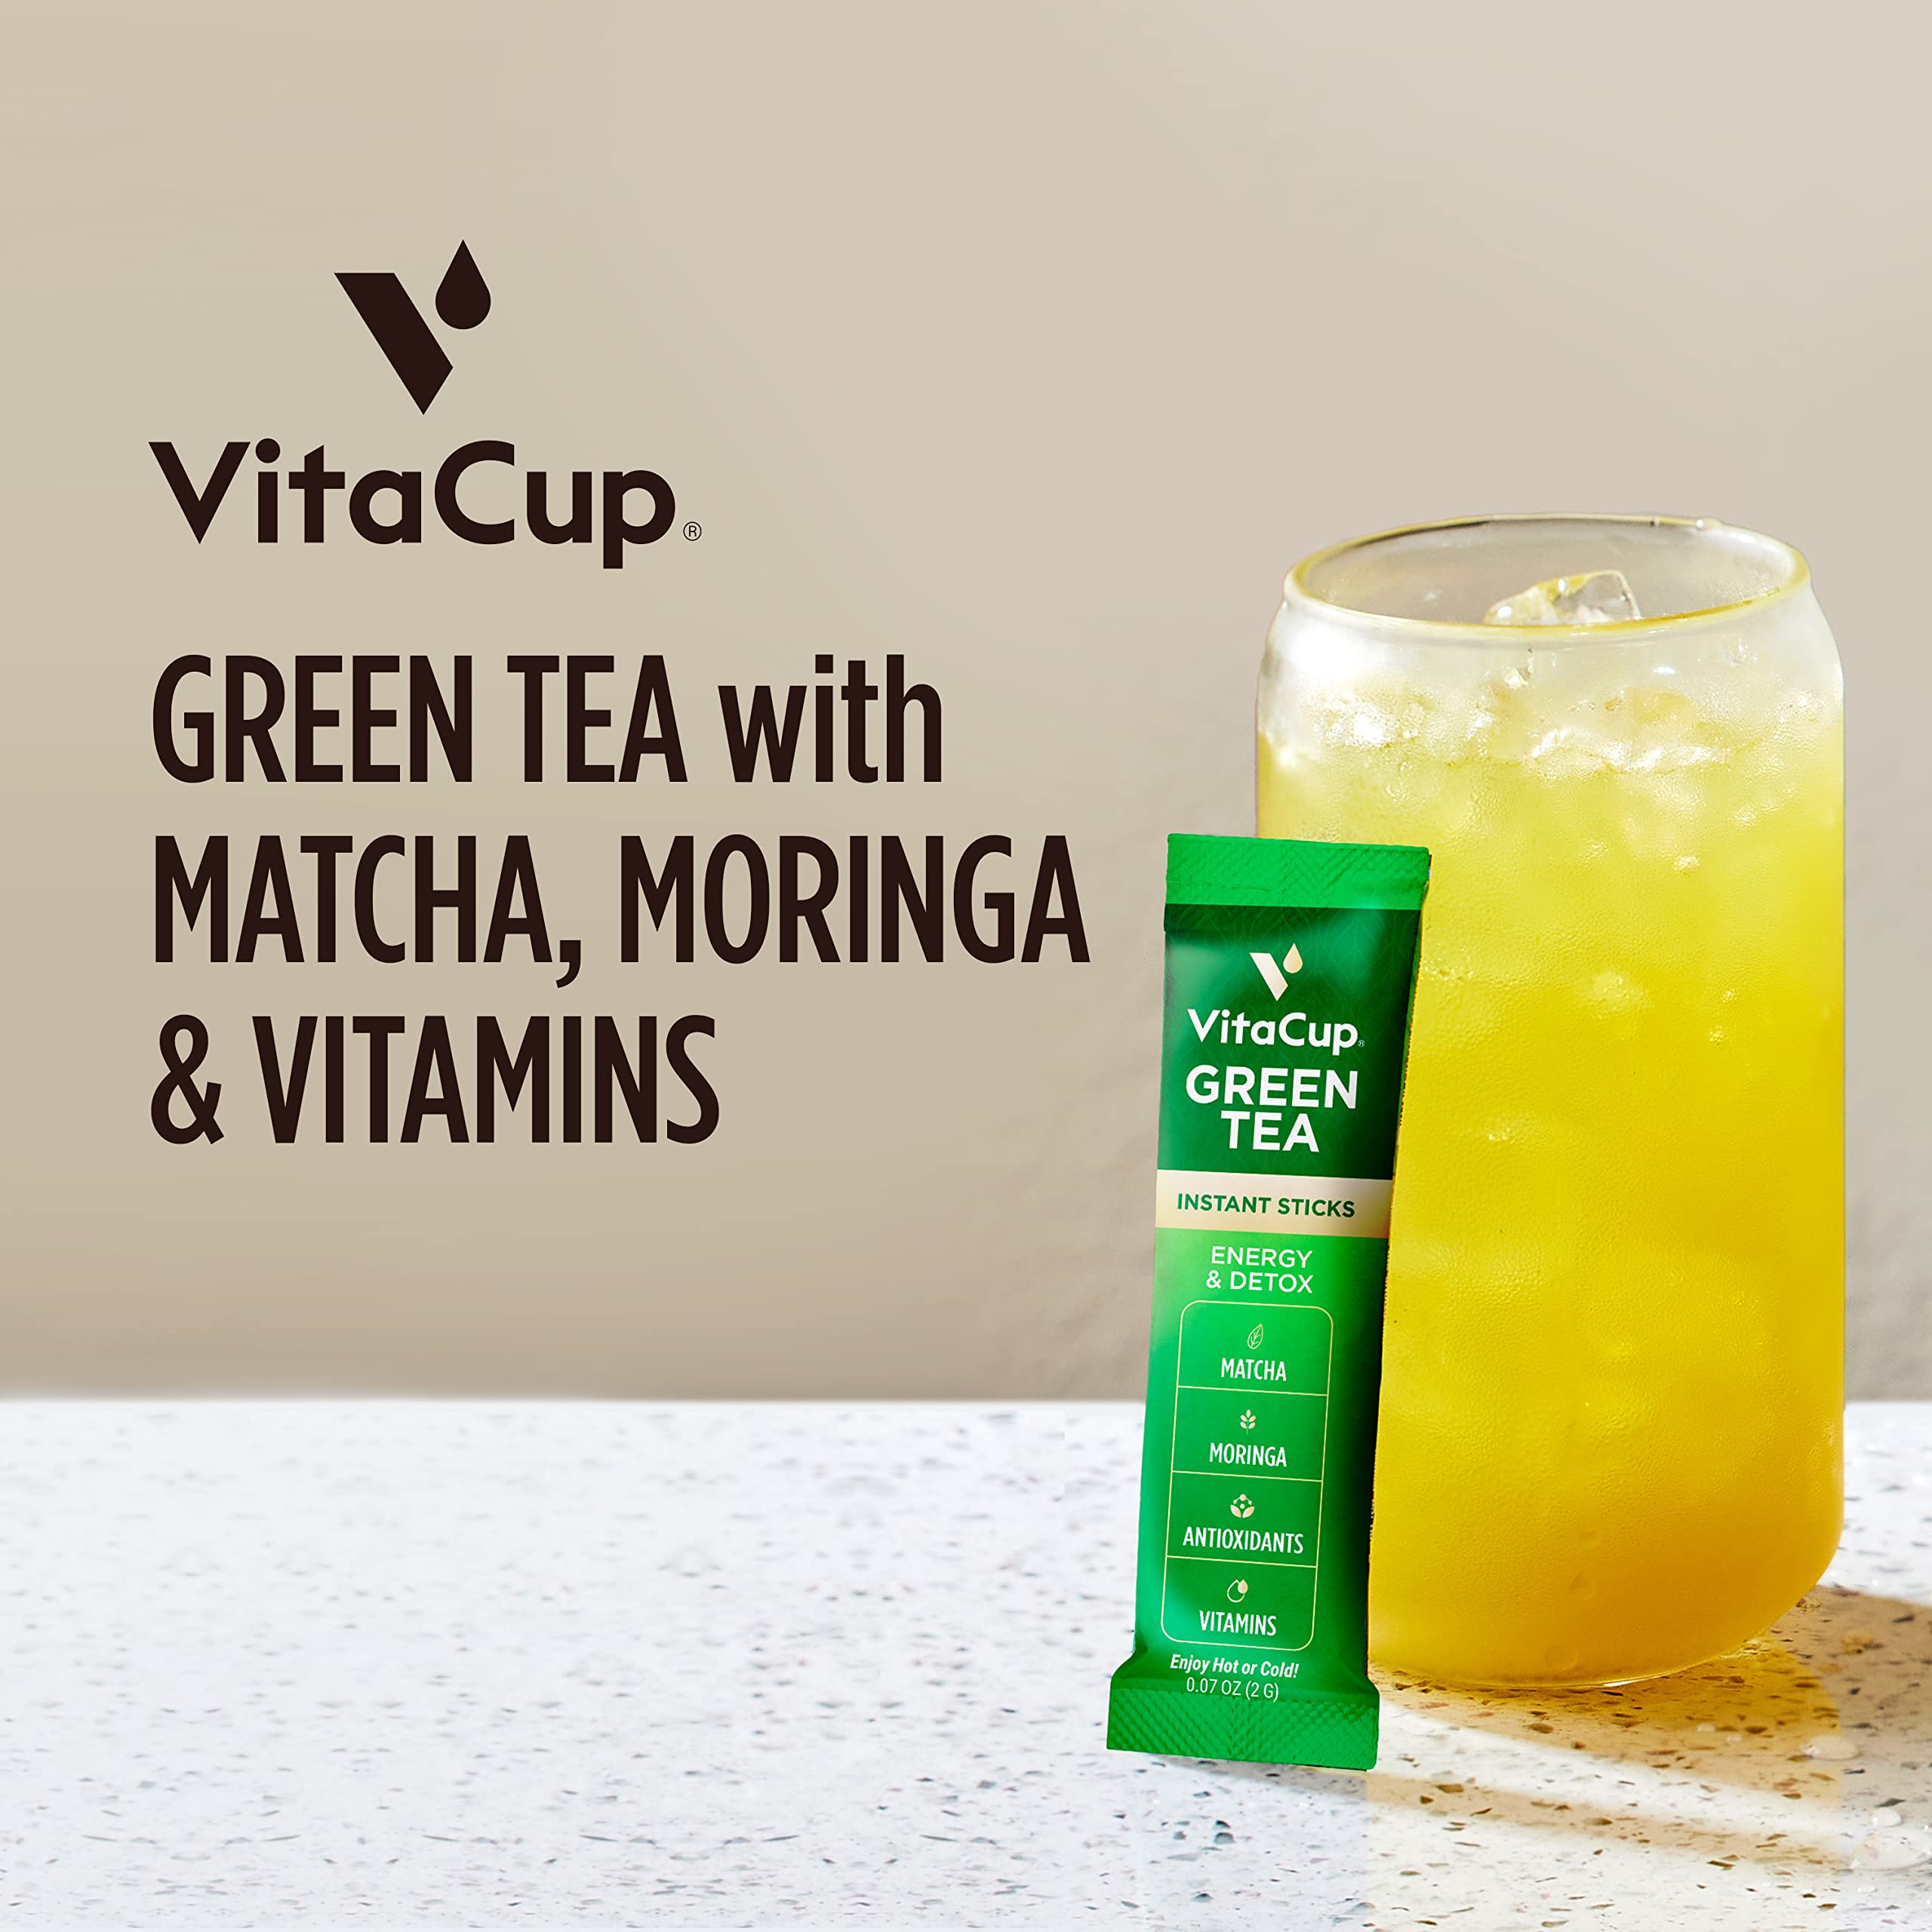 VitaCup®
GREEN TEA with
MATCHA, MORINGA
& VITAMINS
VitaCup®
GREEN
TEA
INSTANT STICKS
ENERGY
& DETOX
MATCHA
MORINGA
ANTIOXIDANTS
VITAMINS
Enjoy Hot or Cold!
0.07 OZ (2 G)